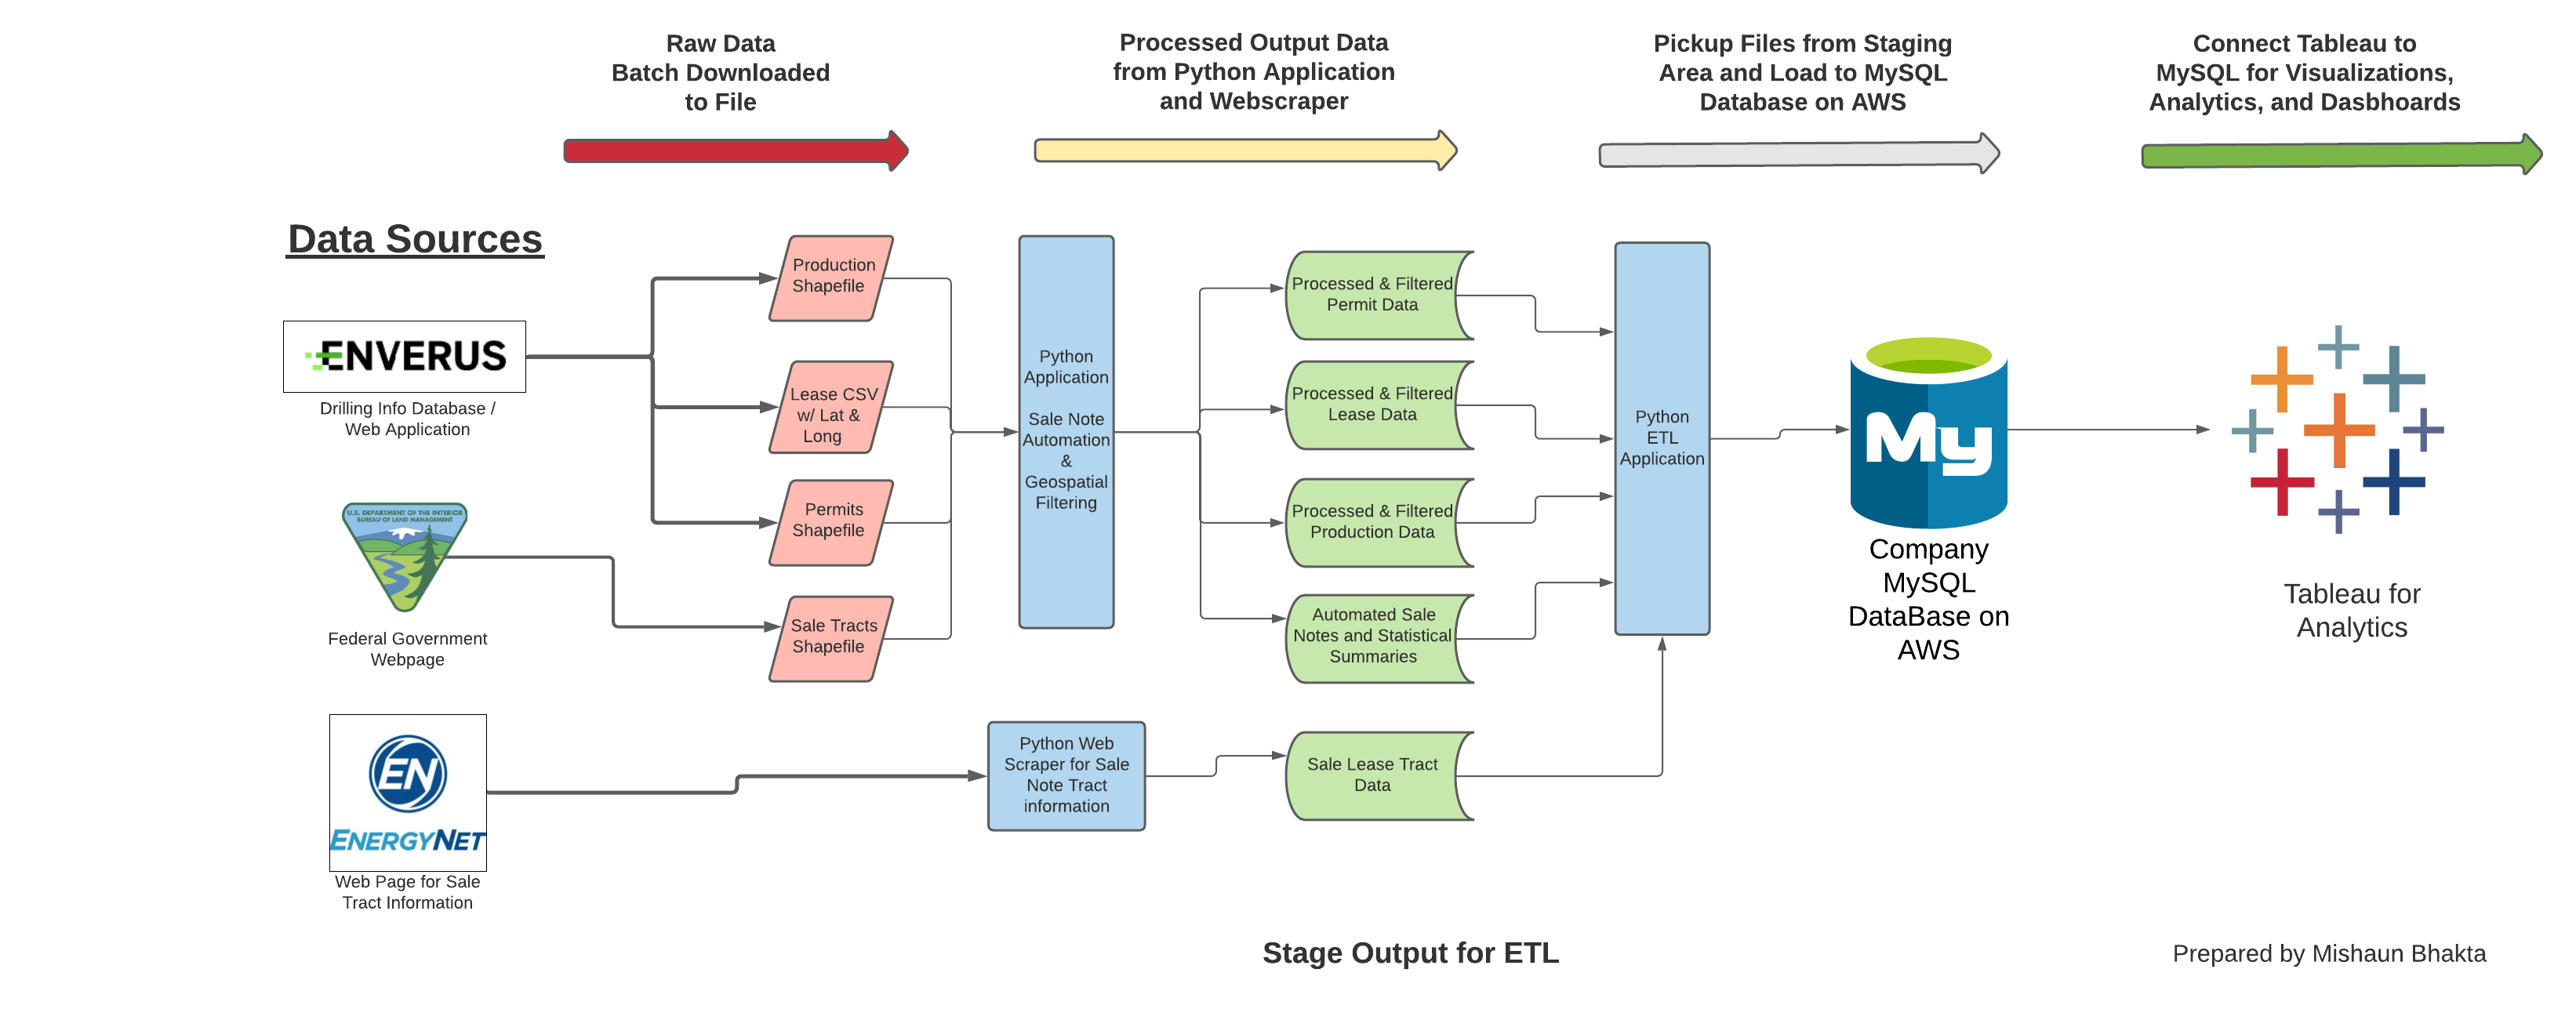 Raw Data
Batch Downloaded
to File
Processed Output Data
from Python Application
and Webscraper
Pickup Files from Staging
Area and Load to MySQL
Database on AWS
Connect Tableau to
MySQL for Visualizations,
Analytics, and Dasbhoards
Data Sources
ENVERUS
Drilling Info Database /
Web Application
U.S. DEPARTMENT OF THE INTERIOR
BUREAU OF LAND MANAGEMENT
Federal Government
Webpage
EN
ENERGYNET
Web Page for Sale
Tract Information
Production
Shapefile
Lease CSV
w/ Lat &
Long
Permits
Shapefile
Sale Tracts
Shapefile
Python
Application
Sale Note
Automation
&
Geospatial
Filtering
Python Web
Scraper for Sale
Note Tract
information
Processed & Filtered
Permit Data
Processed & Filtered
Lease Data
Processed & Filtered
Production Data
Automated Sale
Notes and Statistical
Summaries
Sale Lease Tract
Data
Python
ETL
Application
My
Company
MySQL
DataBase on
AWS
Tableau for
Analytics
Stage Output for ETL
Prepared by Mishaun Bhakta